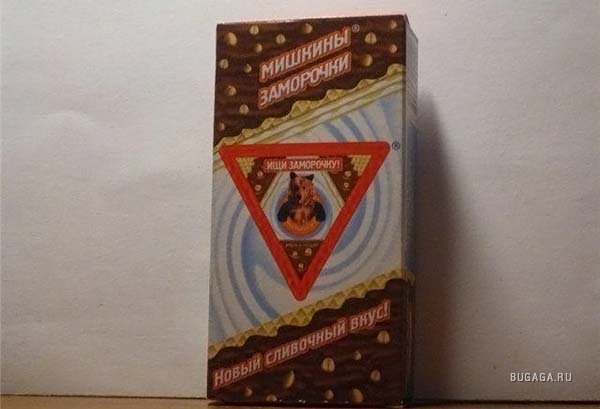 МИШКИНЫ®
ЗАМОРОЧКИ
®
ИЩИ ЗАМОРОЧКУ!
НОВЫЙ СЛИВОЧНЫЙ ВКУС!
BUGAGA.RU